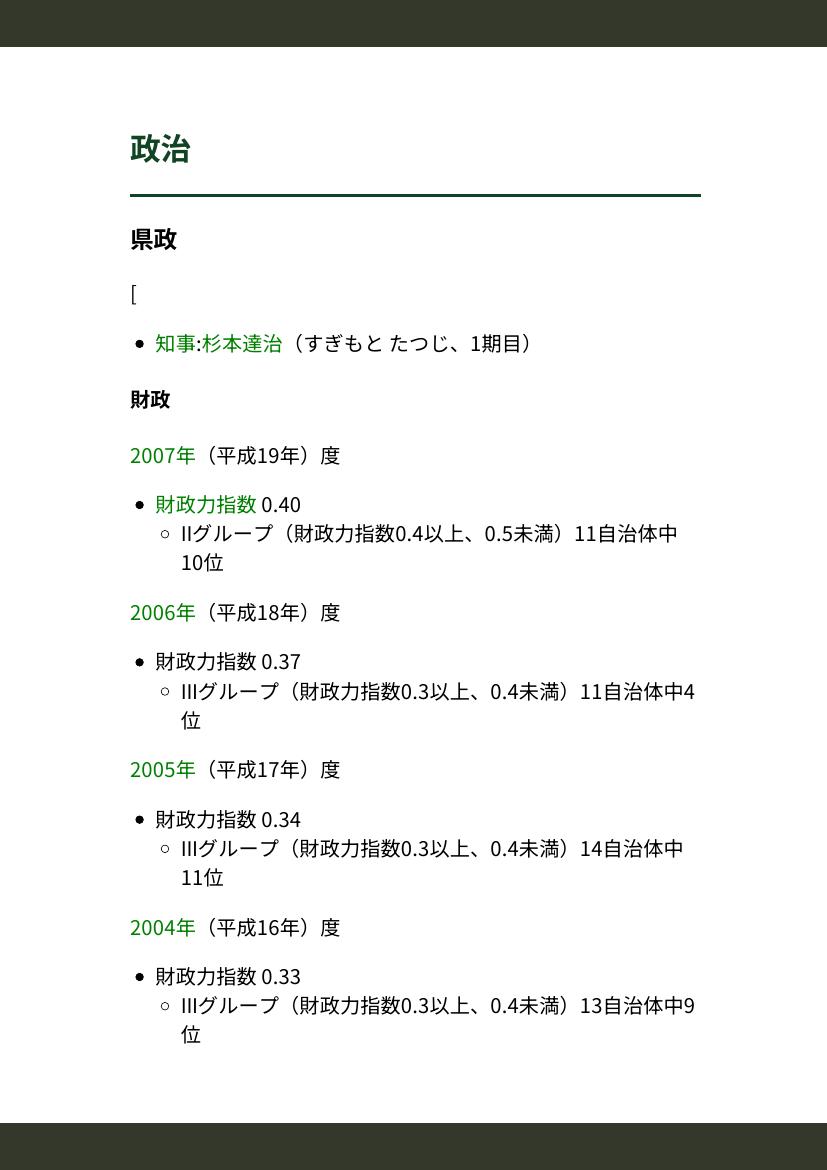 政治
県政
[
• 知事:杉本達治（すぎもと たつじ、1期目）
財政
2007年（平成19年）度
• 財政力指数 0.40
◦ IIグループ（財政力指数0.4以上、0.5未満）11自治体中
10位
2006年（平成18年）度
• 財政力指数 0.37
◦ IIIグループ（財政力指数0.3以上、0.4未満）11自治体中4
位
2005年（平成17年）度
• 財政力指数 0.34
◦ IIIグループ（財政力指数0.3以上、0.4未満）14自治体中
11位
2004年（平成16年）度
• 財政力指数 0.33
◦ IIIグループ（財政力指数0.3以上、0.4未満）13自治体中9
位